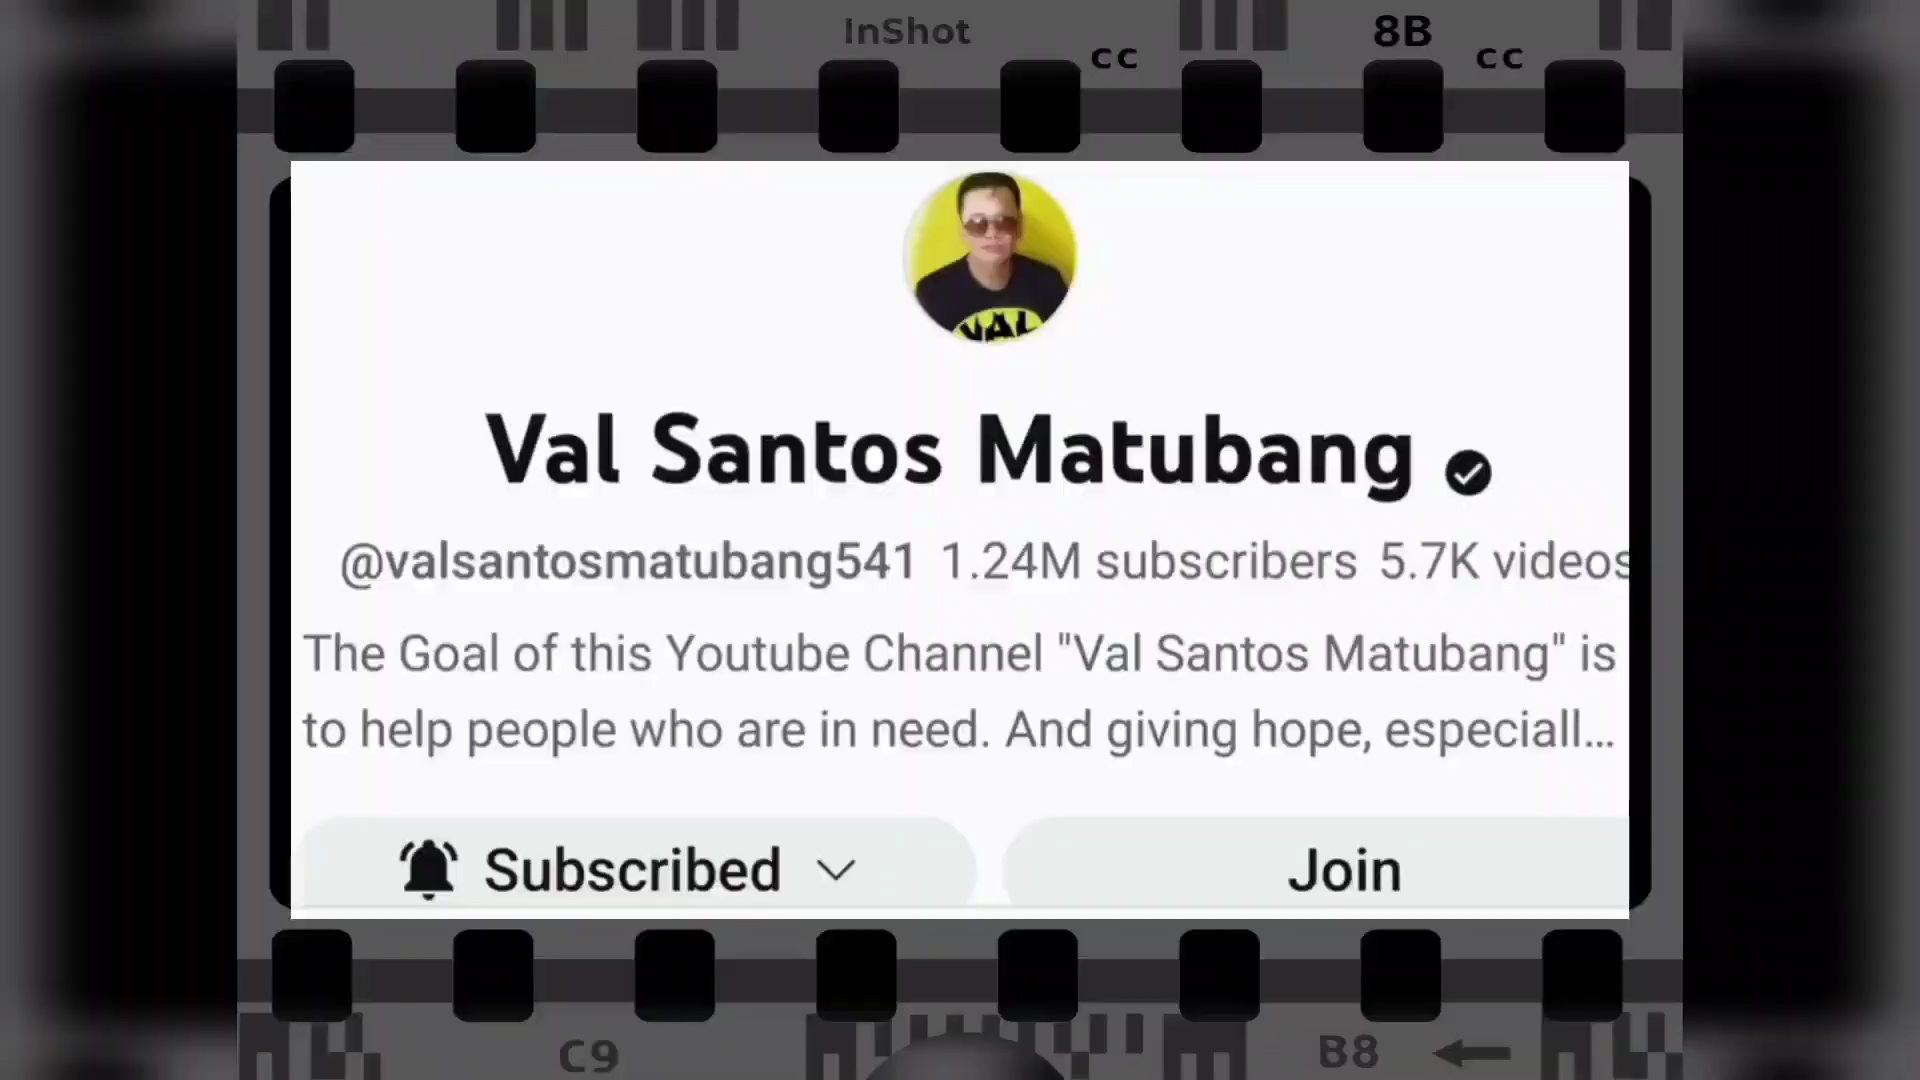 InShot
8B
cc
cc
VAL
Val Santos Matubang
@valsantosmatubang541 1.24M subscribers 5.7K videos
The Goal of this Youtube Channel "Val Santos Matubang" is
to help people who are in need. And giving hope, especiall...
Subscribed
Join
C9
B8